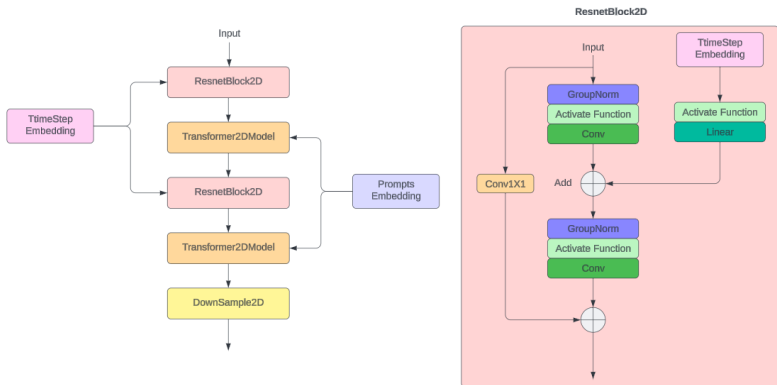 Input
ResnetBlock2D
TtimeStep
Embedding
Transformer2DModel
ResnetBlock2D
Prompts
Embedding
Transformer2DModel
DownSample2D
ResnetBlock2D
Input
TtimeStep
Embedding
GroupNorm
Activate Function
Conv
Activate Function
Linear
Conv1X1
Add
GroupNorm
Activate Function
Conv